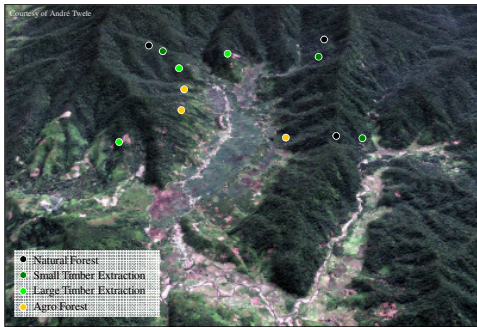 Courtesy of André Twele
Natural Forest
Small Timber Extraction
Large Timber Extraction
Agro Forest